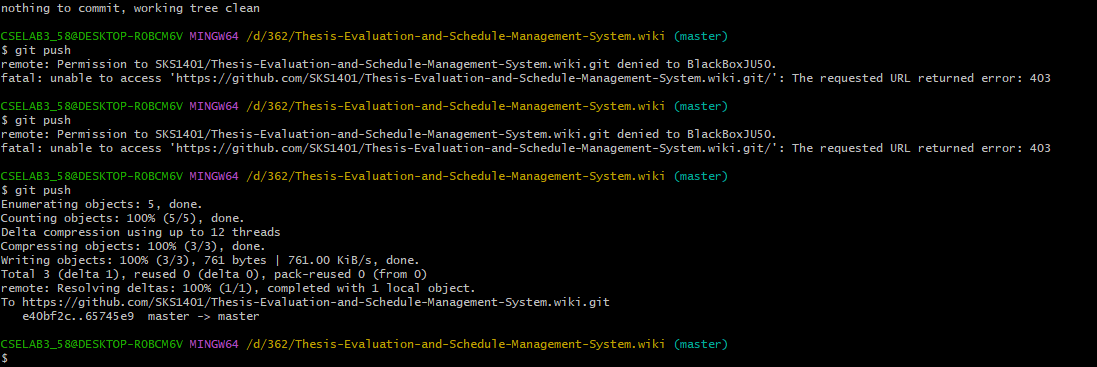 nothing to commit, working tree clean
CSELAB3_58@DESKTOP-R0BCM6V MINGW64 /d/362/Thesis-Evaluation-and-Schedule-Management-System.wiki (master)
$ git push
remote: Permission to SKS1401/Thesis-Evaluation-and-Schedule-Management-System.wiki.git denied to BlackBoxJU50.
fatal: unable to access 'https://github.com/SKS1401/Thesis-Evaluation-and-Schedule-Management-System.wiki.git/': The requested URL returned error: 403
CSELAB3_58@DESKTOP-R0BCM6V MINGW64 /d/362/Thesis-Evaluation-and-Schedule-Management-System.wiki (master)
$ git push
remote: Permission to SKS1401/Thesis-Evaluation-and-Schedule-Management-System.wiki.git denied to BlackBoxJU50.
fatal: unable to access 'https://github.com/SKS1401/Thesis-Evaluation-and-Schedule-Management-System.wiki.git/': The requested URL returned error: 403
CSELAB3_58@DESKTOP-R0BCM6V MINGW64 /d/362/Thesis-Evaluation-and-Schedule-Management-System.wiki (master)
$ git push
Enumerating objects: 5, done.
Counting objects: 100% (5/5), done.
Delta compression using up to 12 threads
Compressing objects: 100% (3/3), done.
Writing objects: 100% (3/3), 761 bytes | 761.00 KiB/s, done.
Total 3 (delta 1), reused 0 (delta 0), pack-reused 0 (from 0)
remote: Resolving deltas: 100% (1/1), completed with 1 local object.
To https://github.com/SKS1401/Thesis-Evaluation-and-Schedule-Management-System.wiki.git
   e40bf2c..65745e9  master -> master
CSELAB3_58@DESKTOP-R0BCM6V MINGW64 /d/362/Thesis-Evaluation-and-Schedule-Management-System.wiki (master)
$